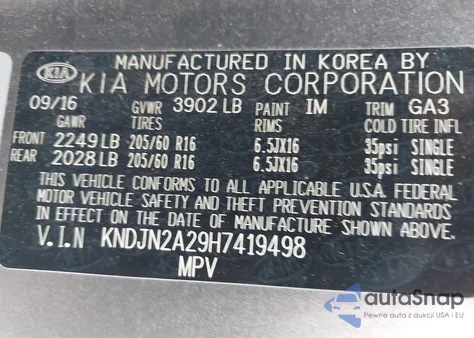 MANUFACTURED IN KOREA BY
KIA KIA MOTORS CORPORATION
09/16 GVWR 3902 LB PAINT IM TRIM GA3
GAWR TIRES RIMS COLD TIRE INFL
FRONT 2249 LB 205/60 R16 6.5JX16 35psi SINGLE
REAR 2028 LB 205/60 R16 6.5JX16 35psi SINGLE
THIS VEHICLE CONFORMS TO ALL APPLICABLE U.S.A. FEDERAL
MOTOR VEHICLE SAFETY AND THEFT PREVENTION STANDARDS
IN EFFECT ON THE DATE OF MANUFACTURE SHOWN ABOVE.
V.I.N KNDJN2A29H7419498
MPV
autoSnap
Pewne auta z aukcji USA i EU